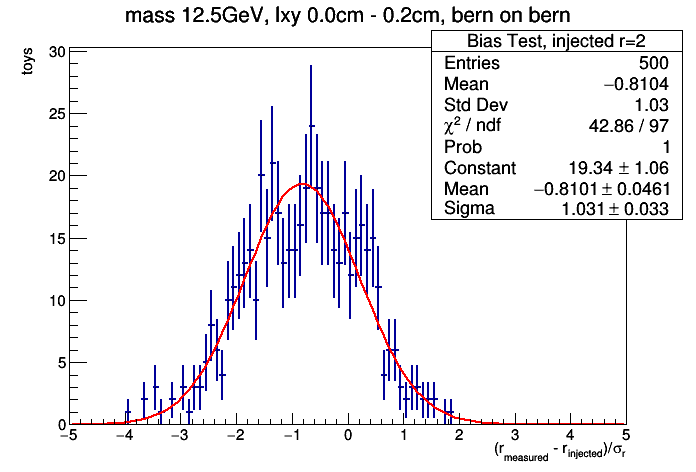 mass 12.5GeV, lxy 0.0cm - 0.2cm, bern on bern
Bias Test, injected r=2
Entries 500
Mean −0.8104
Std Dev 1.03
χ² / ndf 42.86 / 97
Prob 1
Constant 19.34 ± 1.06
Mean −0.8101 ± 0.0461
Sigma 1.031 ± 0.033
toys
30
25
20
15
10
5
0
−5 −4 −3 −2 −1 0 1 2 3 4 5
(r_measured - r_injected)/σ_r